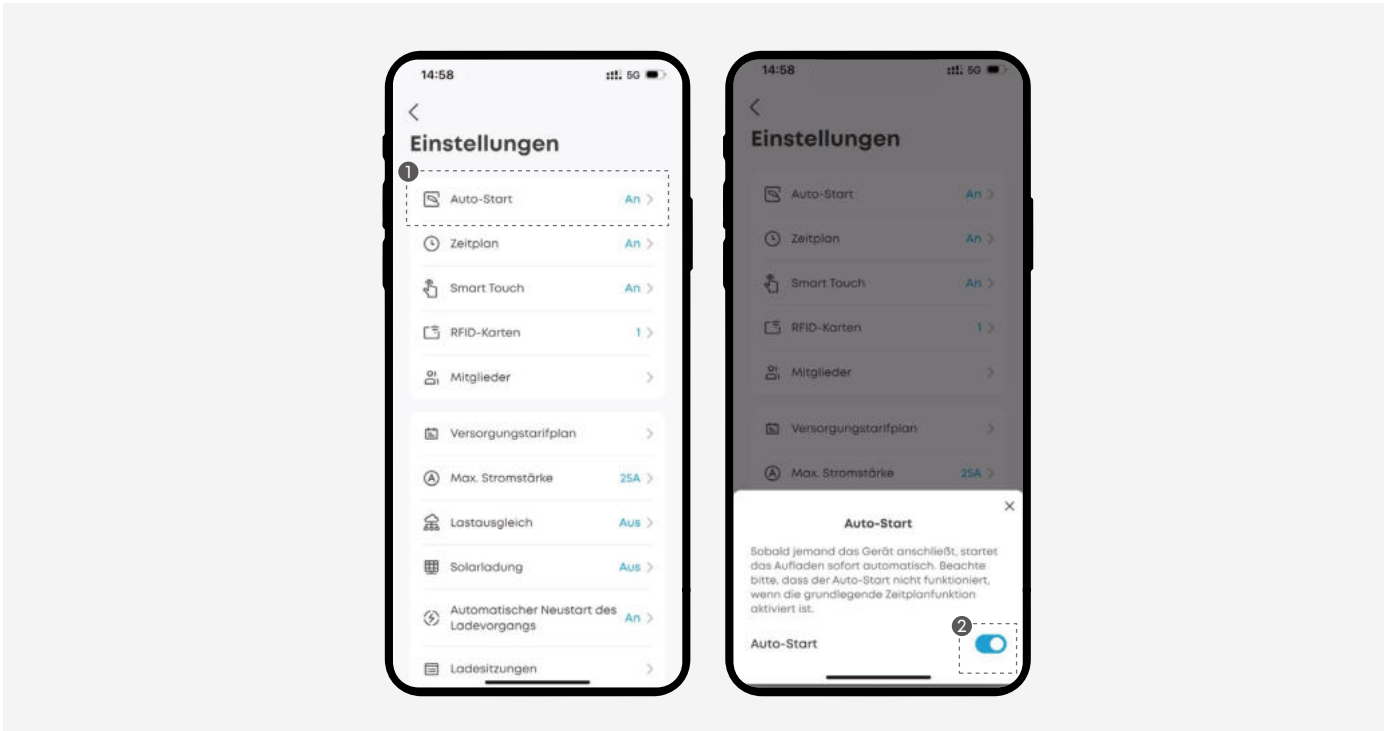 14:58 5G
Einstellungen
1
Auto-Start An
Zeitplan An
Smart Touch An
RFID-Karten 1
Mitglieder
Versorgungstarifplan
Max. Stromstärke 25A
Lastausgleich Aus
Solarladung Aus
Automatischer Neustart des
Ladevorgangs An
Ladesitzungen
14:58 5G
Einstellungen
Auto-Start An
Zeitplan An
Smart Touch An
RFID-Karten 1
Mitglieder
Versorgungstarifplan
Max. Stromstärke 25A
Auto-Start
Sobald jemand das Gerät anschließt, startet
das Aufladen sofort automatisch. Beachte
bitte, dass der Auto-Start nicht funktioniert,
wenn die grundlegende Zeitplanfunktion
aktiviert ist.
2
Auto-Start